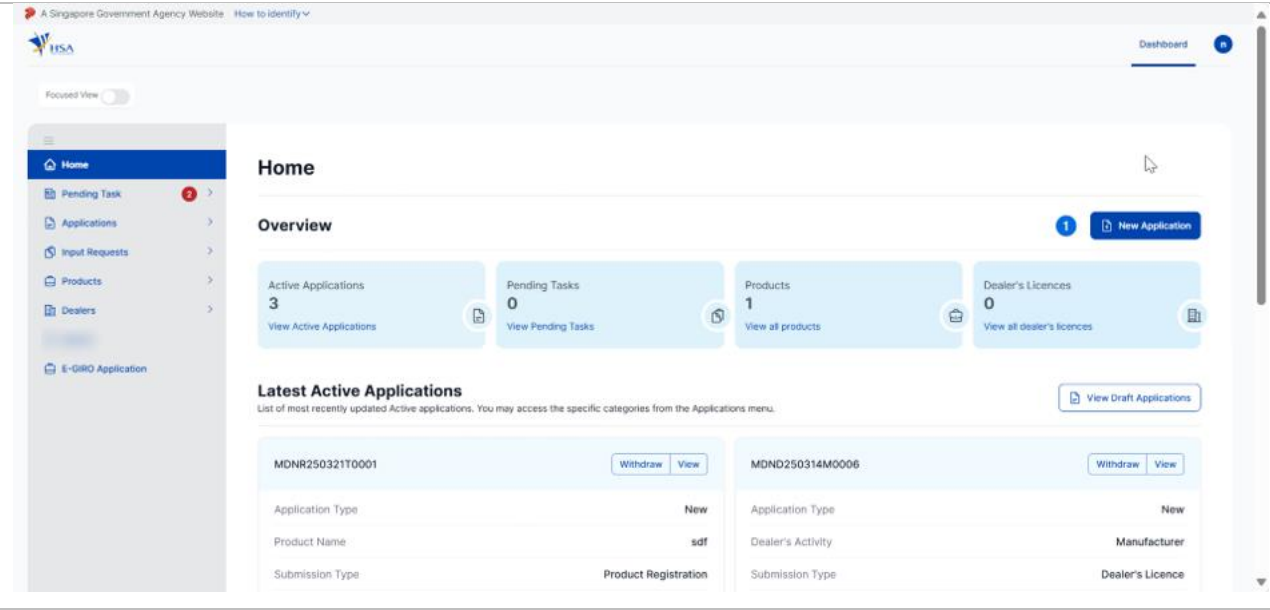 A Singapore Government Agency Website How to identify
HSA
Dashboard n
Focused View
Home
Pending Task 2
Applications
Input Requests
Products
Dealers
E-GIRO Application
Home
Overview
1 New Application
Active Applications
3
View Active Applications
Pending Tasks
0
View Pending Tasks
Products
1
View all products
Dealer's Licences
0
View all dealer's licences
Latest Active Applications
List of most recently updated Active applications. You may access the specific categories from the Applications menu.
View Draft Applications
MDNR250321T0001 Withdraw View
Application Type New
Product Name sdf
Submission Type Product Registration
MDND250314M0006 Withdraw View
Application Type New
Dealer's Activity Manufacturer
Submission Type Dealer's Licence